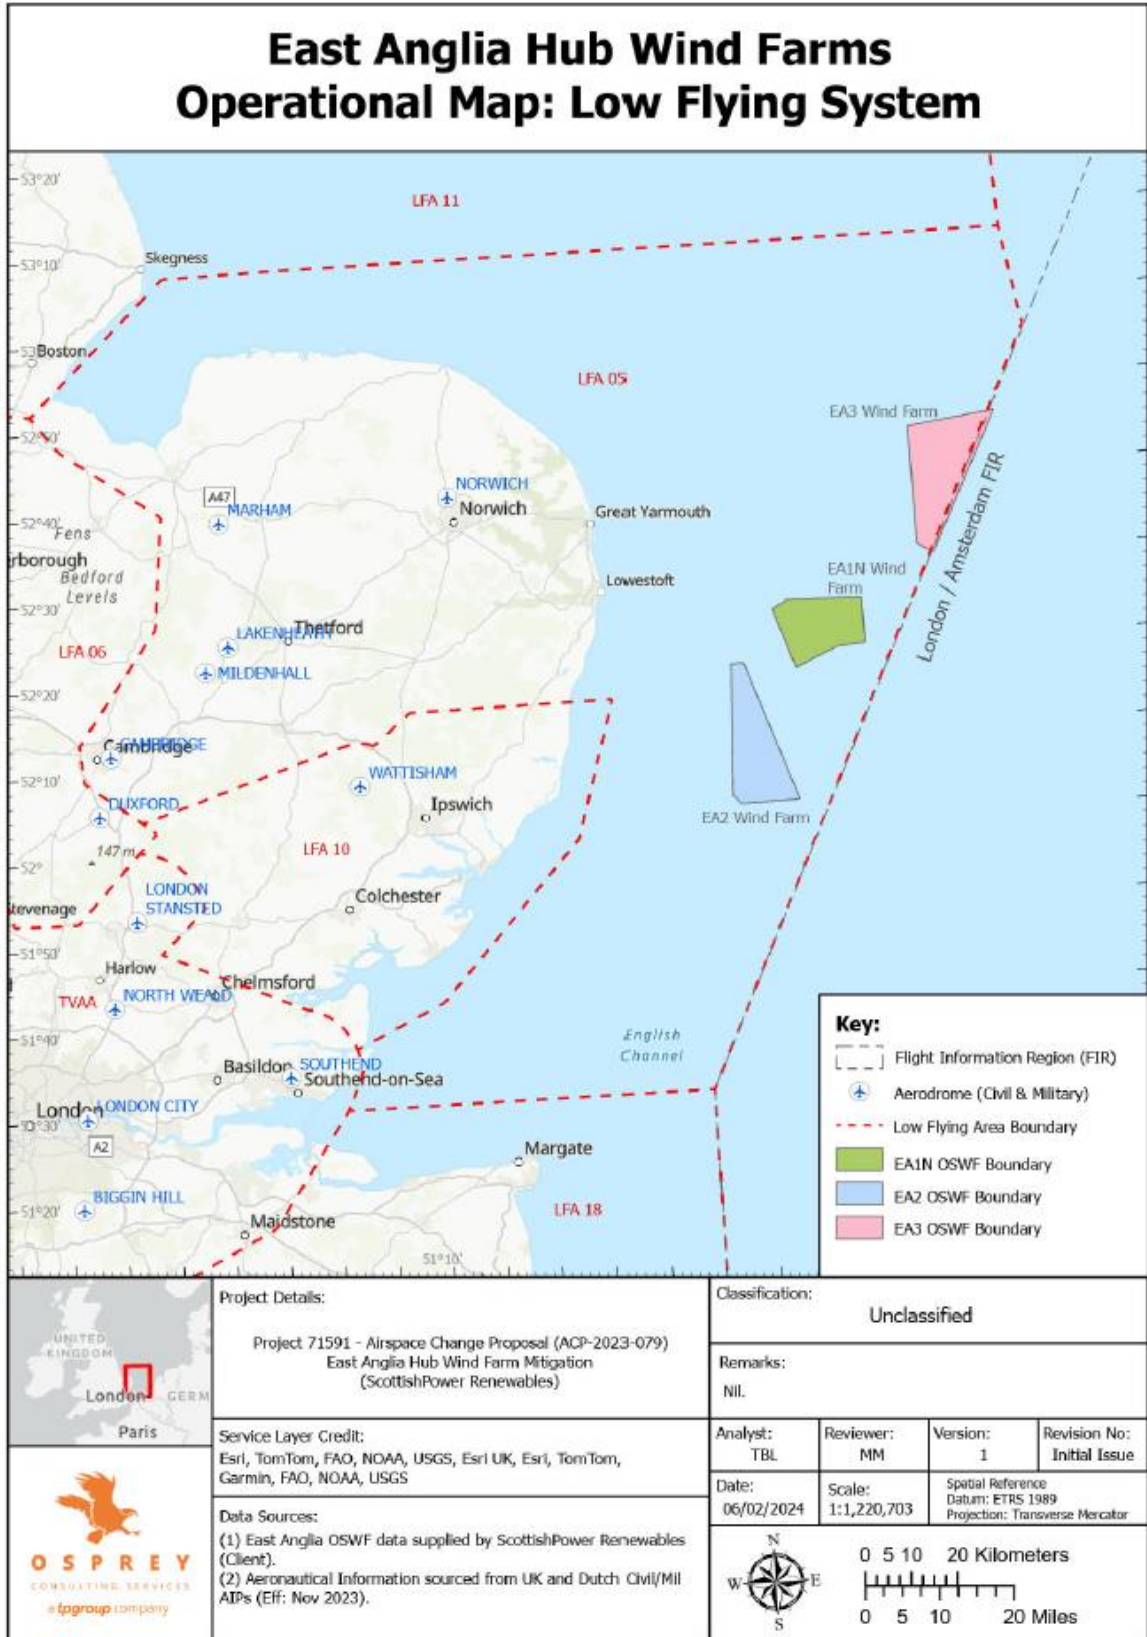 East Anglia Hub Wind Farms
Operational Map: Low Flying System
53°20'
LFA 11
Skegness
53°10'
Boston
LFA 05
EA3 Wind Farm
52°50'
A47
MARHAM
NORWICH
Norwich
Great Yarmouth
52°40'
Fens
rborough
Bedford
Levels
London / Amsterdam FIR
EA1N Wind
Farm
Lowestoft
52°30'
LAKENHEATH
Thetford
LFA 06
MILDENHALL
52°20'
CAMBRIDGE
Cambridge
WATTISHAM
52°10'
DUXFORD
Ipswich
EA2 Wind Farm
147 m
LFA 10
52°
LONDON
STANSTED
Colchester
tevenage
51°50'
Harlow
Chelmsford
TVAA
NORTH WEALD
English
Channel
51°40'
Basildon
SOUTHEND
Southend-on-Sea
London
LONDON CITY
A2
Margate
BIGGIN HILL
51°20'
Maidstone
LFA 18
51°10'
Key:
Flight Information Region (FIR)
Aerodrome (Civil & Military)
Low Flying Area Boundary
EA1N OSWF Boundary
EA2 OSWF Boundary
EA3 OSWF Boundary
UNITED
KINGDOM
London
GERM
Paris
OSPREY
CONSULTING SERVICES
a tpgroup company
Project Details:
Project 71591 - Airspace Change Proposal (ACP-2023-079)
East Anglia Hub Wind Farm Mitigation
(ScottishPower Renewables)
Service Layer Credit:
Esri, TomTom, FAO, NOAA, USGS, Esri UK, Esri, TomTom,
Garmin, FAO, NOAA, USGS
Data Sources:
(1) East Anglia OSWF data supplied by ScottishPower Renewables
(Client).
(2) Aeronautical Information sourced from UK and Dutch Civil/Mil
AIPs (Eff: Nov 2023).
Classification:
Unclassified
Remarks:
Nil.
Analyst:
TBL
Reviewer:
MM
Version:
1
Revision No:
Initial Issue
Date:
06/02/2024
Scale:
1:1,220,703
Spatial Reference
Datum: ETRS 1989
Projection: Transverse Mercator
N
W
E
S
0 5 10 20 Kilometers
0 5 10 20 Miles